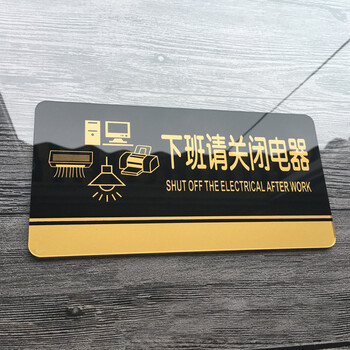 下班请关闭电器
SHUT OFF THE ELECTRICAL AFTER WORK